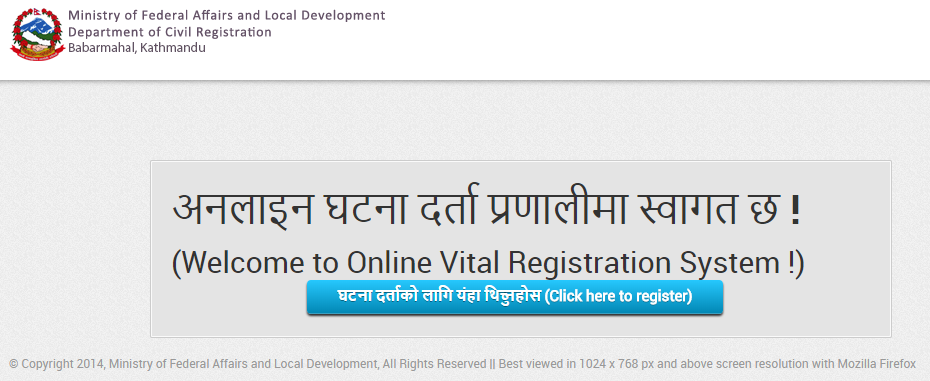 Ministry of Federal Affairs and Local Development
Department of Civil Registration
Babarmahal, Kathmandu
अनलाइन घटना दर्ता प्रणालीमा स्वागत छ !
(Welcome to Online Vital Registration System !)
घटना दर्ताको लागि यंहा थिच्नुहोस (Click here to register)
© Copyright 2014, Ministry of Federal Affairs and Local Development, All Rights Reserved || Best viewed in 1024 x 768 px and above screen resolution with Mozilla Firefox